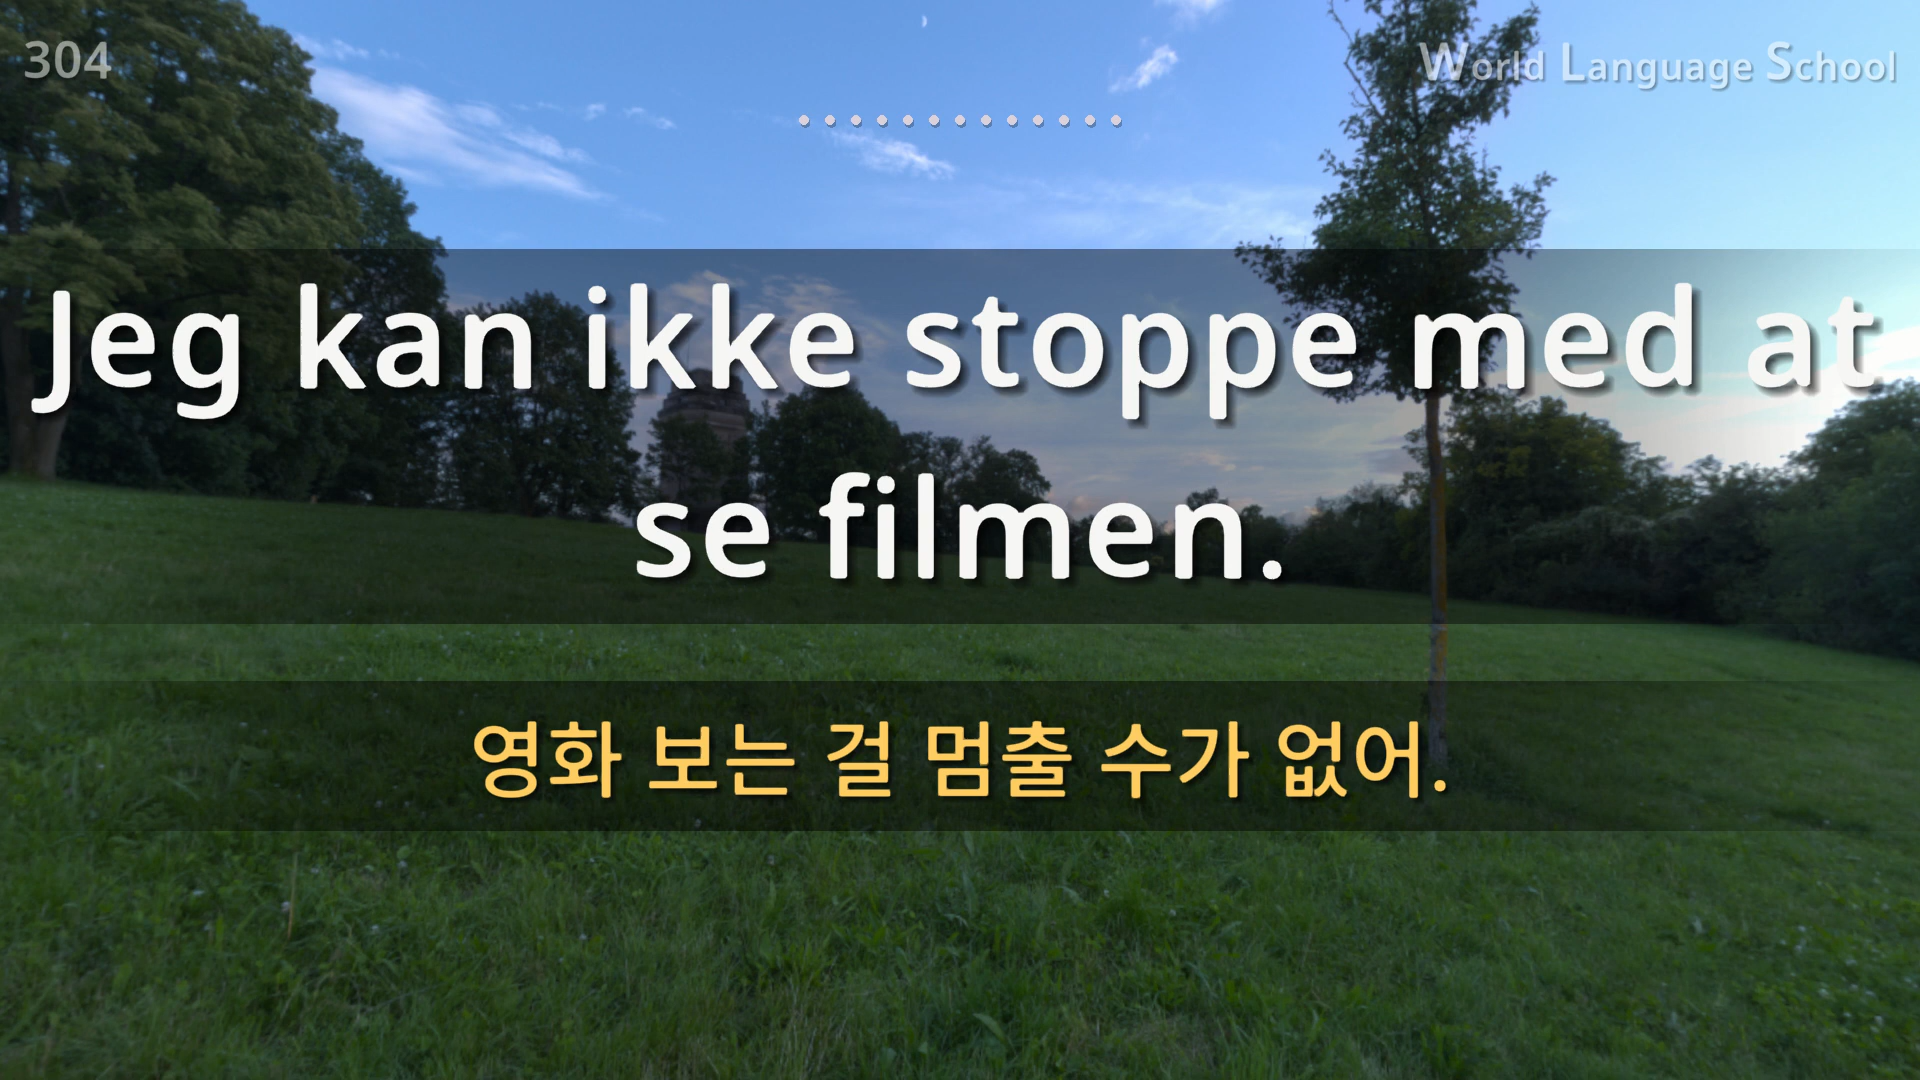 304
World Language School
Jeg kan ikke stoppe med at
se filmen.
영화 보는 걸 멈출 수가 없어.